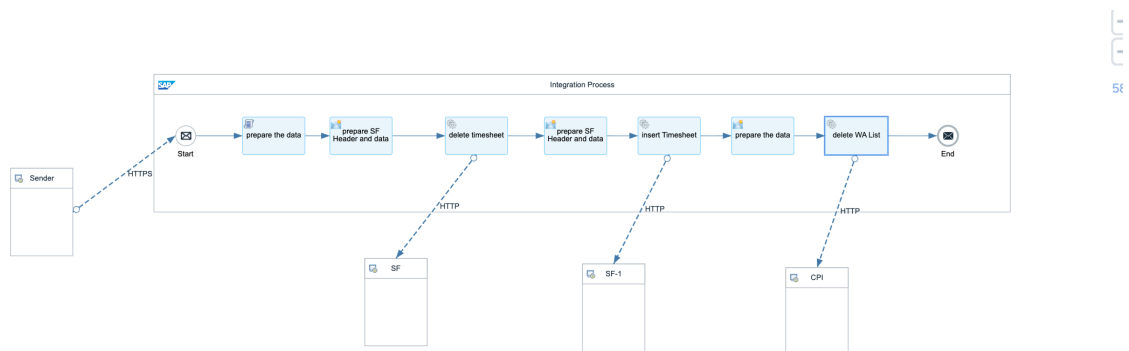 SAP
Integration Process
prepare the data
prepare SF
Header and data
delete timesheet
prepare SF
Header and data
insert Timesheet
prepare the data
delete WA List
Start
End
Sender
HTTPS
HTTP
HTTP
HTTP
SF
SF-1
CPI
58